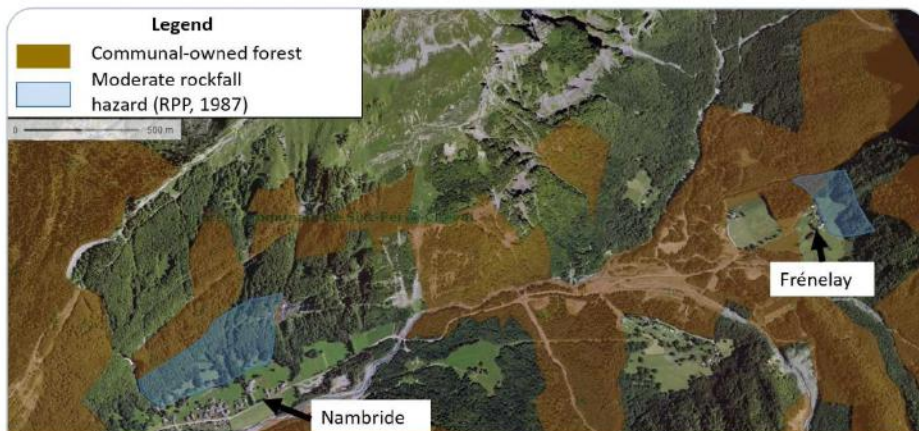 Legend
Communal-owned forest
Moderate rockfall
hazard (RPP, 1987)
0 500 m
Frénelay
Nambride